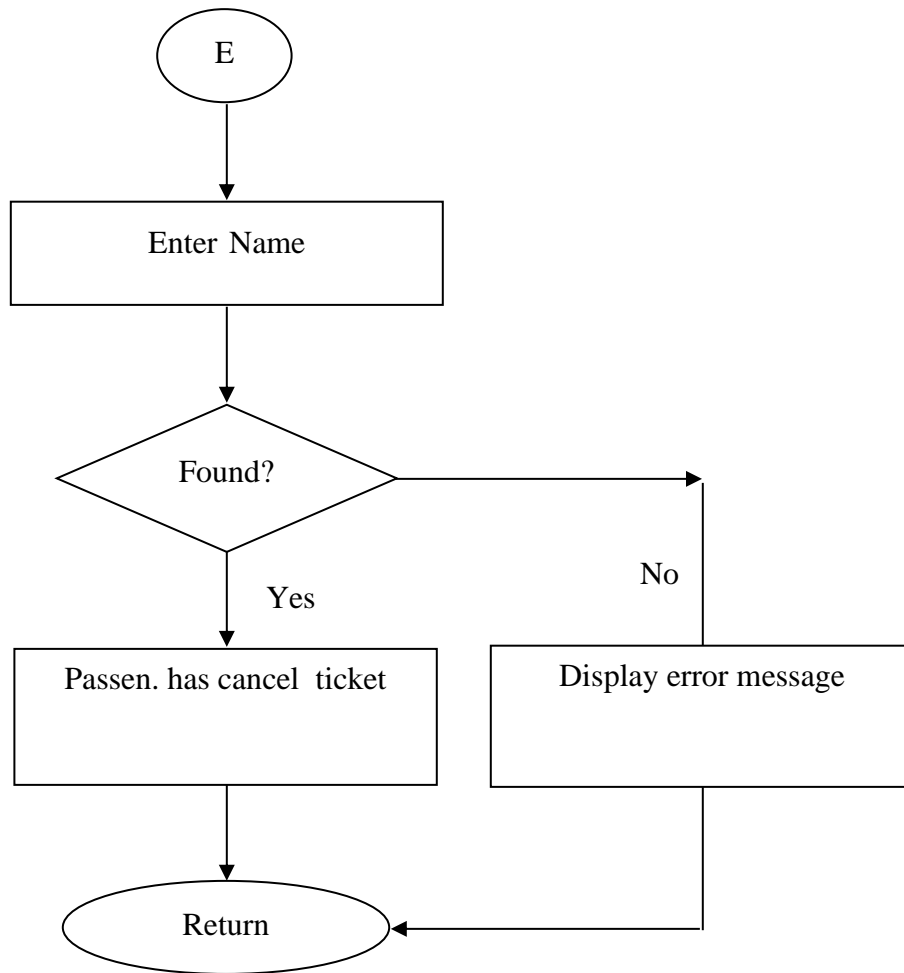 E
Enter Name
Found?
No
Yes
Passen. has cancel ticket
Display error message
Return